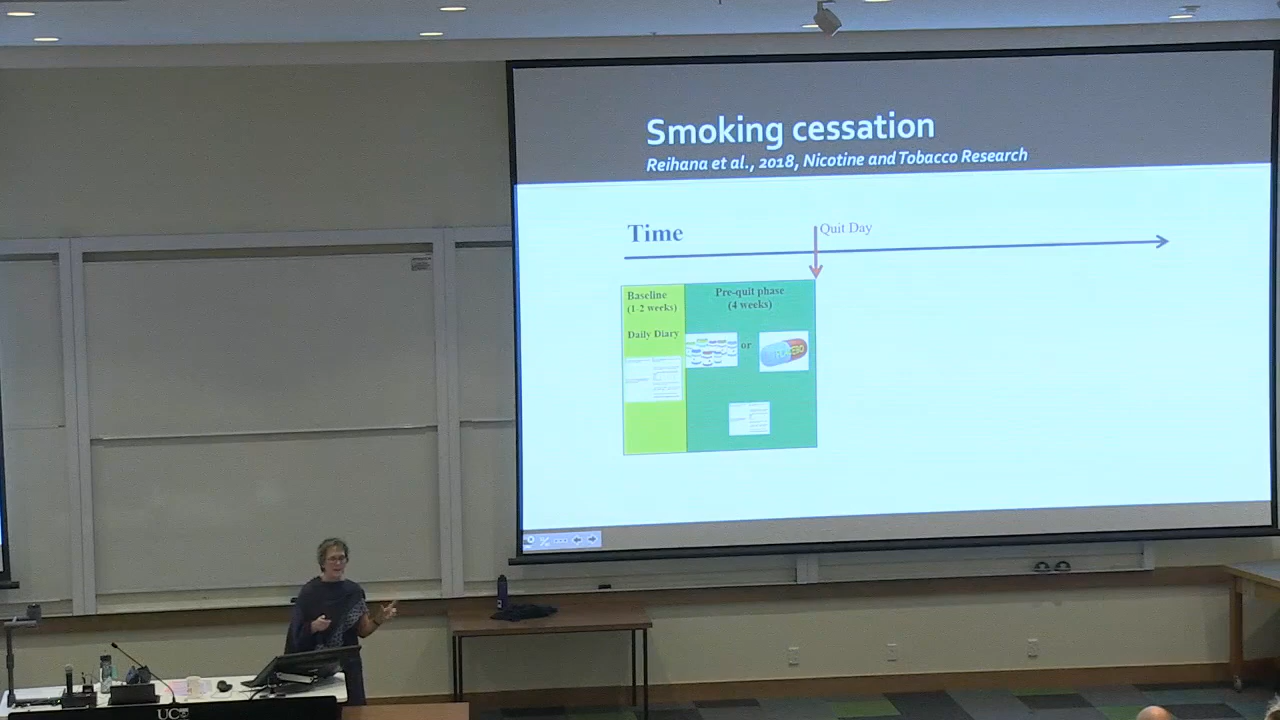 Smoking cessation
Reihana et al., 2018, Nicotine and Tobacco Research
Time
Quit Day
Baseline
(1-2 weeks)
Daily Diary
Pre-quit phase
(4 weeks)
or
UC